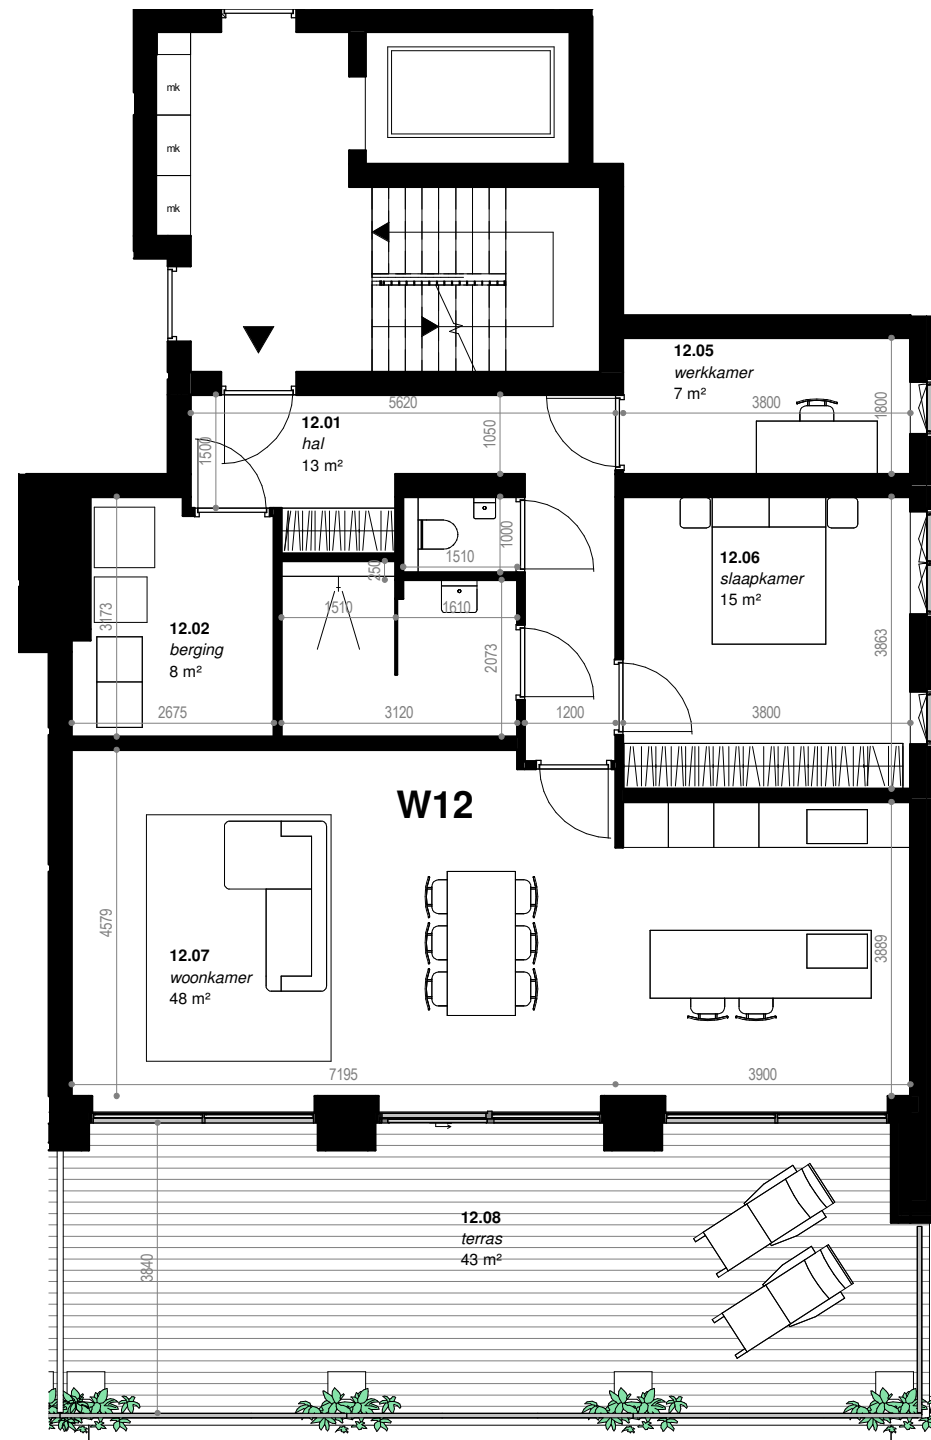 mk
mk
mk
12.05
werkkamer
7 m²
3800
1800
5620
12.01
hal
13 m²
1500
1050
1000
1510
12.06
slaapkamer
15 m²
250
1510
1610
3173
12.02
berging
8 m²
2073
3863
2675
3120
1200
3800
W12
4579
12.07
woonkamer
48 m²
3889
7195
3900
12.08
terras
43 m²
3840